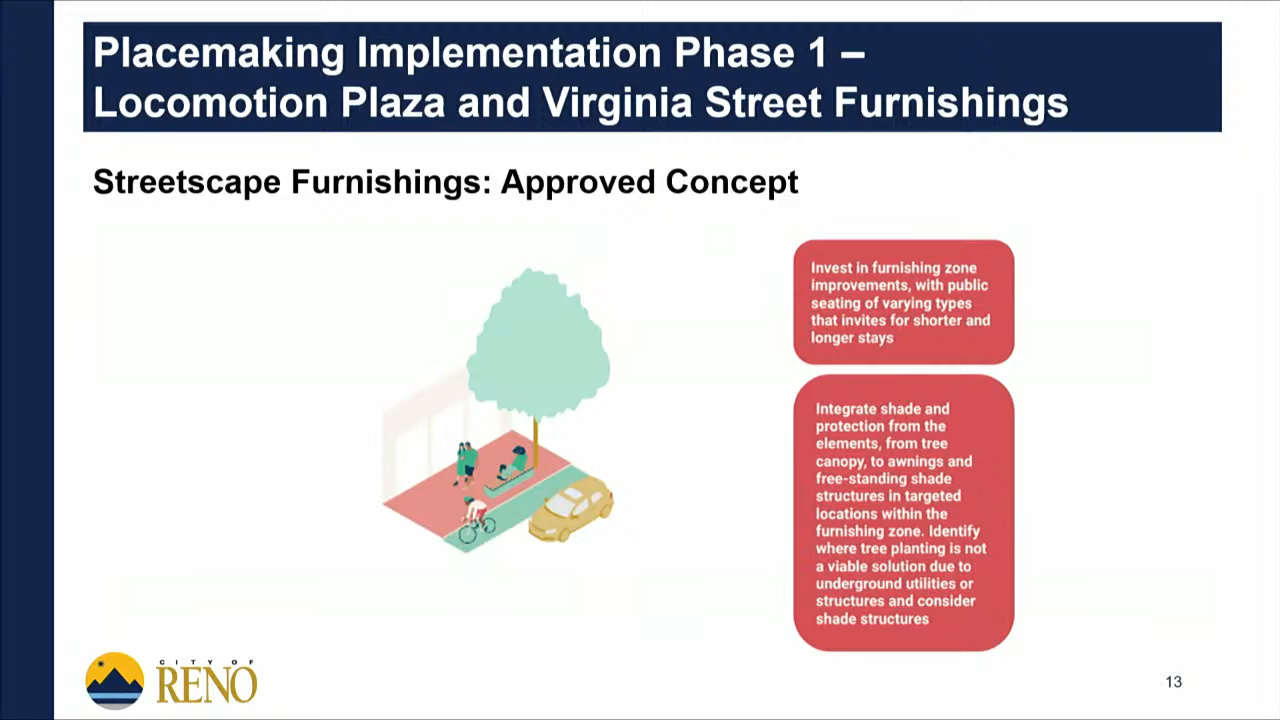 Placemaking Implementation Phase 1 –
Locomotion Plaza and Virginia Street Furnishings
Streetscape Furnishings: Approved Concept
Invest in furnishing zone
improvements, with public
seating of varying types
that invites for shorter and
longer stays
Integrate shade and
protection from the
elements, from tree
canopy, to awnings and
free-standing shade
structures in targeted
locations within the
furnishing zone. Identify
where tree planting is not
a viable solution due to
underground utilities or
structures and consider
shade structures
CITY OF
RENO
13